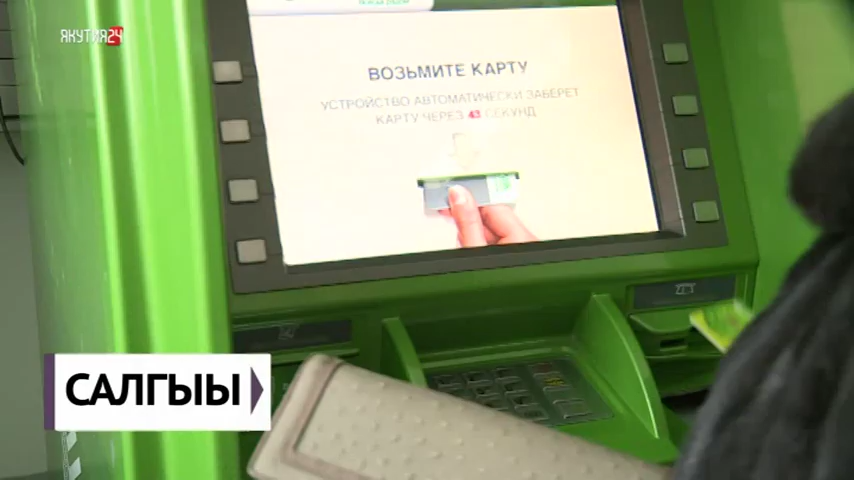 ЯКУТИЯ24
ВОЗЬМИТЕ КАРТУ
УСТРОЙСТВО АВТОМАТИЧЕСКИ ЗАБЕРЕТ
КАРТУ ЧЕРЕЗ 43 СЕКУНД
САЛГЫЫ